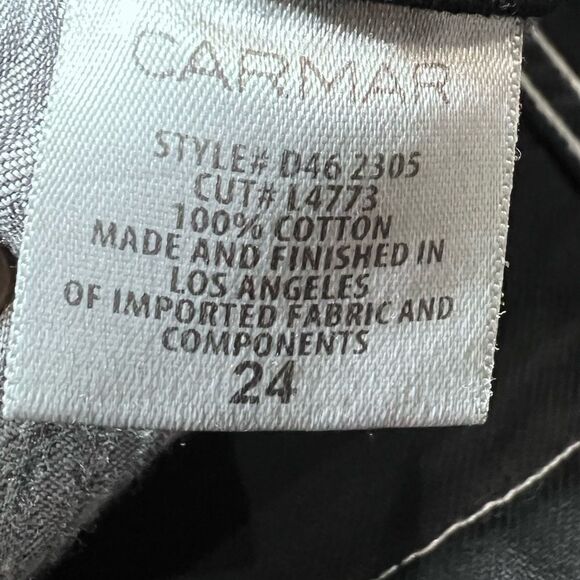 CARMAR
STYLE# D46 2305
CUT# L4773
100% COTTON
MADE AND FINISHED IN
LOS ANGELES
OF IMPORTED FABRIC AND
COMPONENTS
24